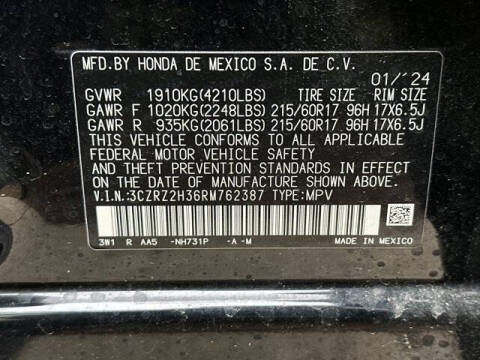 MFD.BY HONDA DE MEXICO S.A. DE C.V.
01/'24
GVWR 1910KG(4210LBS) TIRE SIZE RIM SIZE
GAWR F 1020KG(2248LBS) 215/60R17 96H 17X6.5J
GAWR R 935KG(2061LBS) 215/60R17 96H 17X6.5J
THIS VEHICLE CONFORMS TO ALL APPLICABLE
FEDERAL MOTOR VEHICLE SAFETY
AND THEFT PREVENTION STANDARDS IN EFFECT
ON THE DATE OF MANUFACTURE SHOWN ABOVE.
V.I.N.:3CZRZ2H36RM762387 TYPE:MPV
3W1 R AA5 -NH731P -A-M MADE IN MEXICO